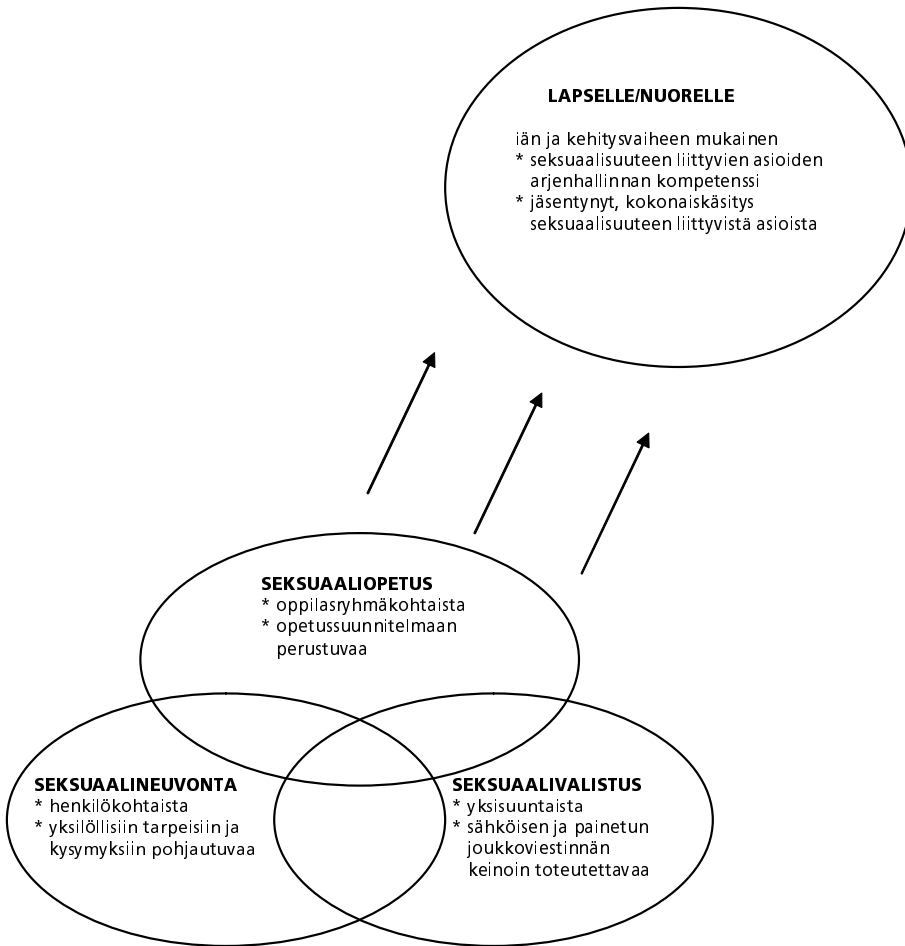 LAPSELLE/NUORELLE
iän ja kehitysvaiheen mukainen
* seksuaalisuuteen liittyvien asioiden
arjenhallinnan kompetenssi
* jäsentynyt, kokonaiskäsitys
seksuaalisuuteen liittyvistä asioista
SEKSUAALIOPETUS
* oppilasryhmäkohtaista
* opetussuunnitelmaan
perustuvaa
SEKSUAALINEUVONTA
* henkilökohtaista
* yksilöllisiin tarpeisiin ja
kysymyksiin pohjautuvaa
SEKSUAALIVALISTUS
* yksisuuntaista
* sähköisen ja painetun
joukkoviestinnän
keinoin toteutettavaa